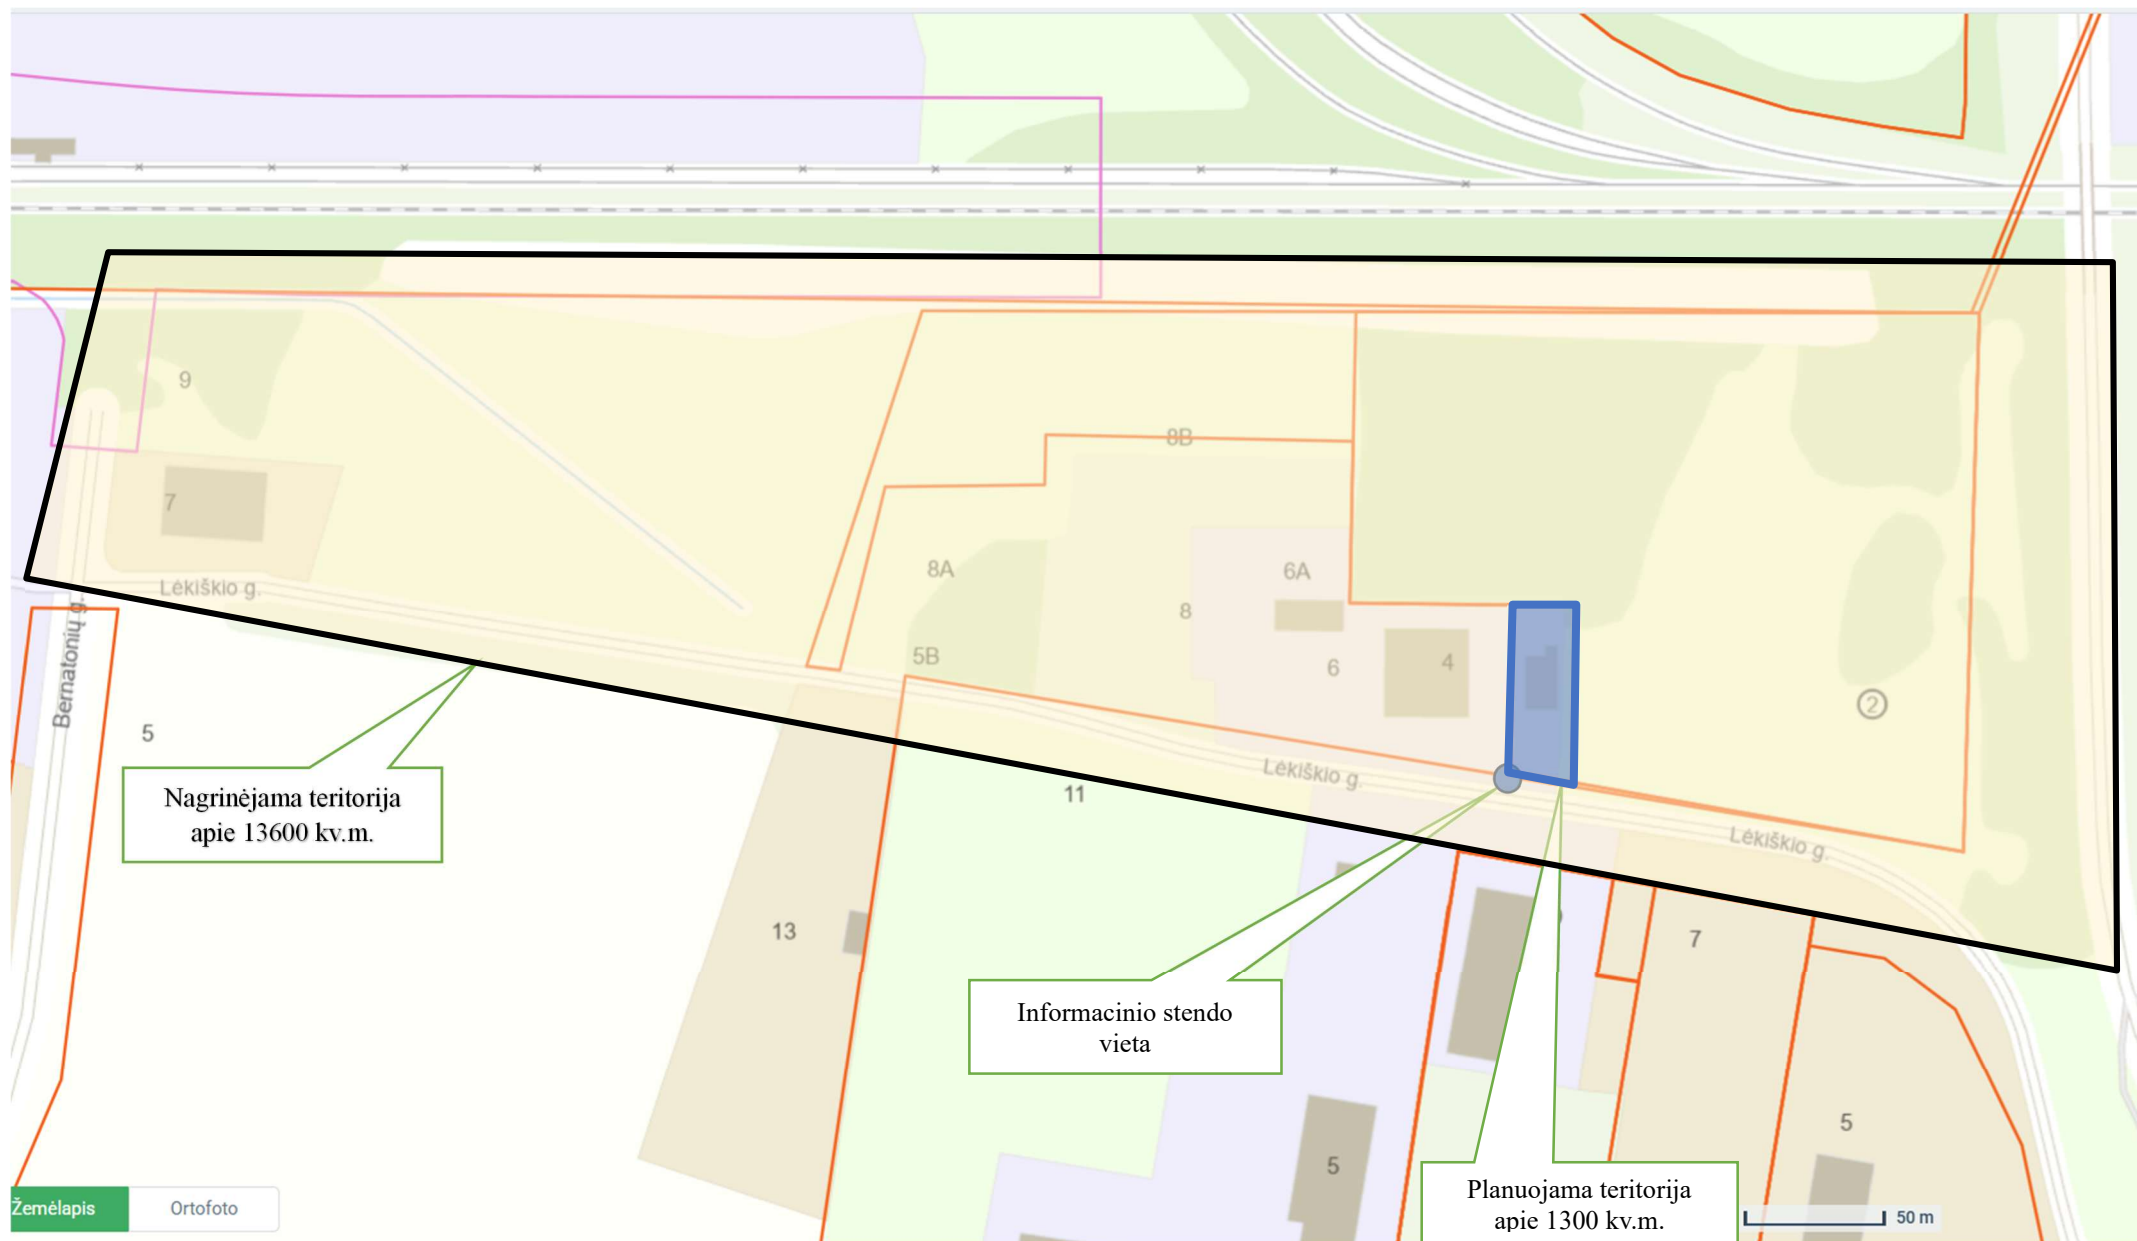 9
8B
7
8A
6A
Lėkiškio g.
8
5B
4
6
Bernatonių g.
2
5
Lėkiškio g.
Nagrinėjama teritorija
apie 13600 kv.m.
11
Lėkiškio g.
13
7
Informacinio stendo
vieta
5
5
Planuojama teritorija
apie 1300 kv.m.
Žemėlapis
Ortofoto
50 m